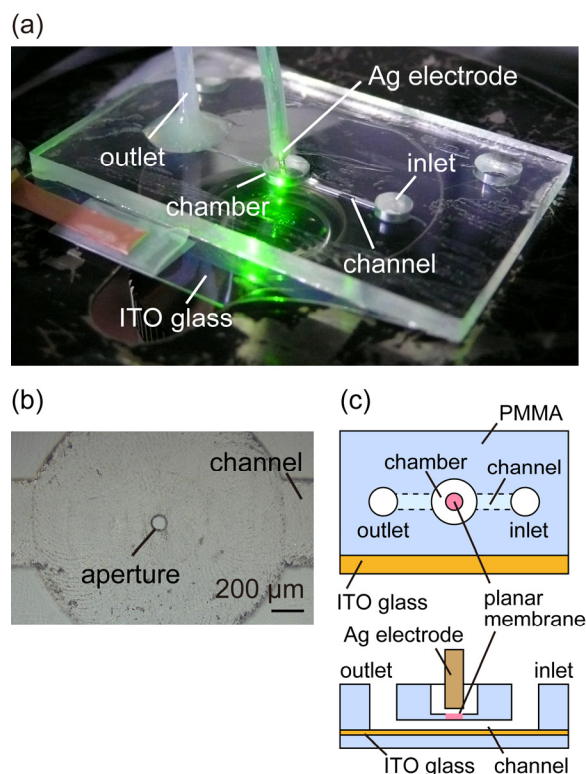 (a)
Ag electrode
outlet
inlet
chamber
channel
ITO glass
(b)
channel
aperture
200 μm
(c)
PMMA
chamber
channel
outlet
inlet
ITO glass
planar
membrane
Ag electrode
outlet
inlet
ITO glass
channel